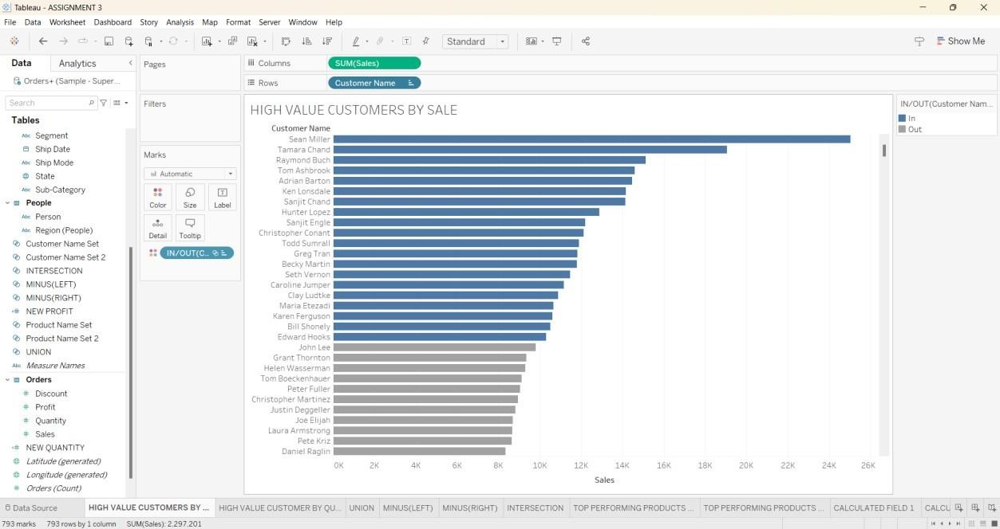 Tableau - ASSIGNMENT 3
File Data Worksheet Dashboard Story Analysis Map Format Server Window Help
Standard
Show Me
Data Analytics
Orders+ (Sample - Super...
Search
Tables
Abc Segment
Ship Date
Abc Ship Mode
State
Abc Sub-Category
People
Abc Person
Abc Region (People)
Customer Name Set
Customer Name Set 2
INTERSECTION
MINUS(LEFT)
MINUS(RIGHT)
NEW PROFIT
Product Name Set
Product Name Set 2
UNION
Abc Measure Names
Orders
Discount
Profit
Quantity
Sales
NEW QUANTITY
Latitude (generated)
Longitude (generated)
Orders (Count)
Pages
Filters
Marks
Automatic
Color Size Label
Detail Tooltip
IN/OUT(C..
Columns SUM(Sales)
Rows Customer Name
HIGH VALUE CUSTOMERS BY SALE
Customer Name
Sean Miller
Tamara Chand
Raymond Buch
Tom Ashbrook
Adrian Barton
Ken Lonsdale
Sanjit Chand
Hunter Lopez
Sanjit Engle
Christopher Conant
Todd Sumrall
Greg Tran
Becky Martin
Seth Vernon
Caroline Jumper
Clay Ludtke
Maria Etezadi
Karen Ferguson
Bill Shonely
Edward Hooks
John Lee
Grant Thornton
Helen Wasserman
Tom Boeckenhauer
Peter Fuller
Christopher Martinez
Justin Deggeller
Joe Elijah
Laura Armstrong
Pete Kriz
Daniel Raglin
0K 2K 4K 6K 8K 10K 12K 14K 16K 18K 20K 22K 24K 26K
Sales
IN/OUT(Customer Nam...
In
Out
Data Source HIGH VALUE CUSTOMERS BY ... HIGH VALUE CUSTOMER BY QU... UNION MINUS(LEFT) MINUS(RIGHT) INTERSECTION TOP PERFORMING PRODUCTS ... TOP PERFORMING PRODUCTS ... CALCULATED FIELD 1 CALCU
793 marks 793 rows by 1 column SUM(Sales): 2,297,201